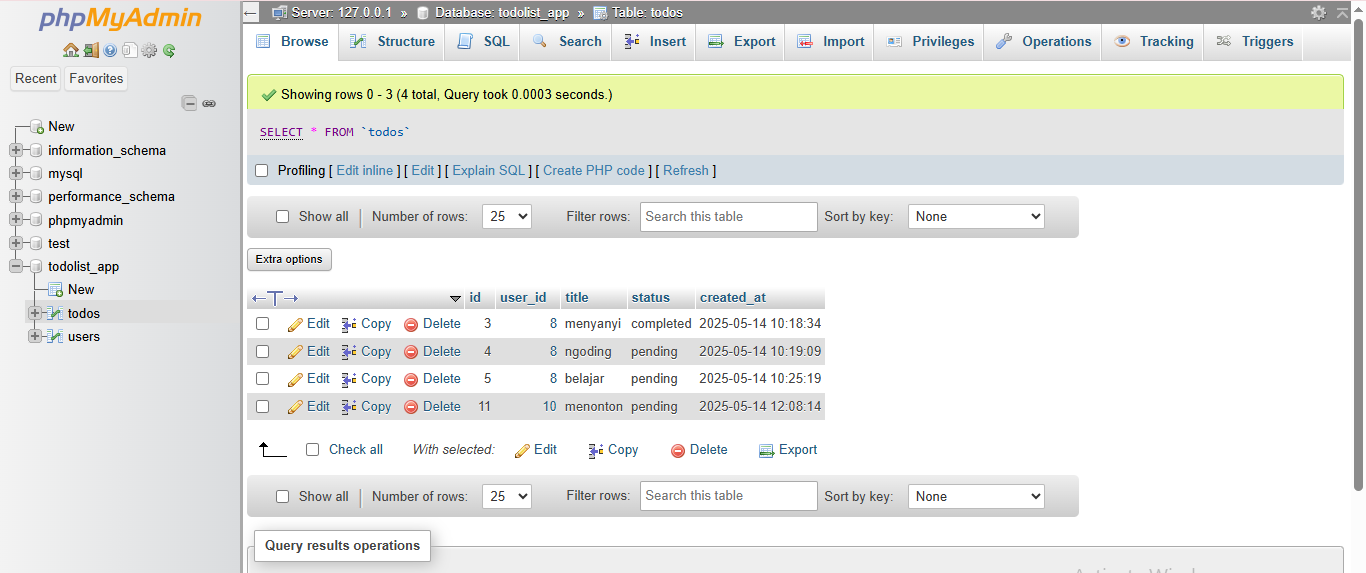 phpMyAdmin
Recent Favorites
New
information_schema
mysql
performance_schema
phpmyadmin
test
todolist_app
New
todos
users
Server: 127.0.0.1 » Database: todolist_app » Table: todos
Browse Structure SQL Search Insert Export Import Privileges Operations Tracking Triggers
Showing rows 0 - 3 (4 total, Query took 0.0003 seconds.)
SELECT * FROM `todos`
Profiling [ Edit inline ] [ Edit ] [ Explain SQL ] [ Create PHP code ] [ Refresh ]
Show all | Number of rows: 25 Filter rows: Search this table Sort by key: None
Extra options
←T→ id user_id title status created_at
Edit Copy Delete 3 8 menyanyi completed 2025-05-14 10:18:34
Edit Copy Delete 4 8 ngoding pending 2025-05-14 10:19:09
Edit Copy Delete 5 8 belajar pending 2025-05-14 10:25:19
Edit Copy Delete 11 10 menonton pending 2025-05-14 12:08:14
Check all With selected: Edit Copy Delete Export
Show all | Number of rows: 25 Filter rows: Search this table Sort by key: None
Query results operations